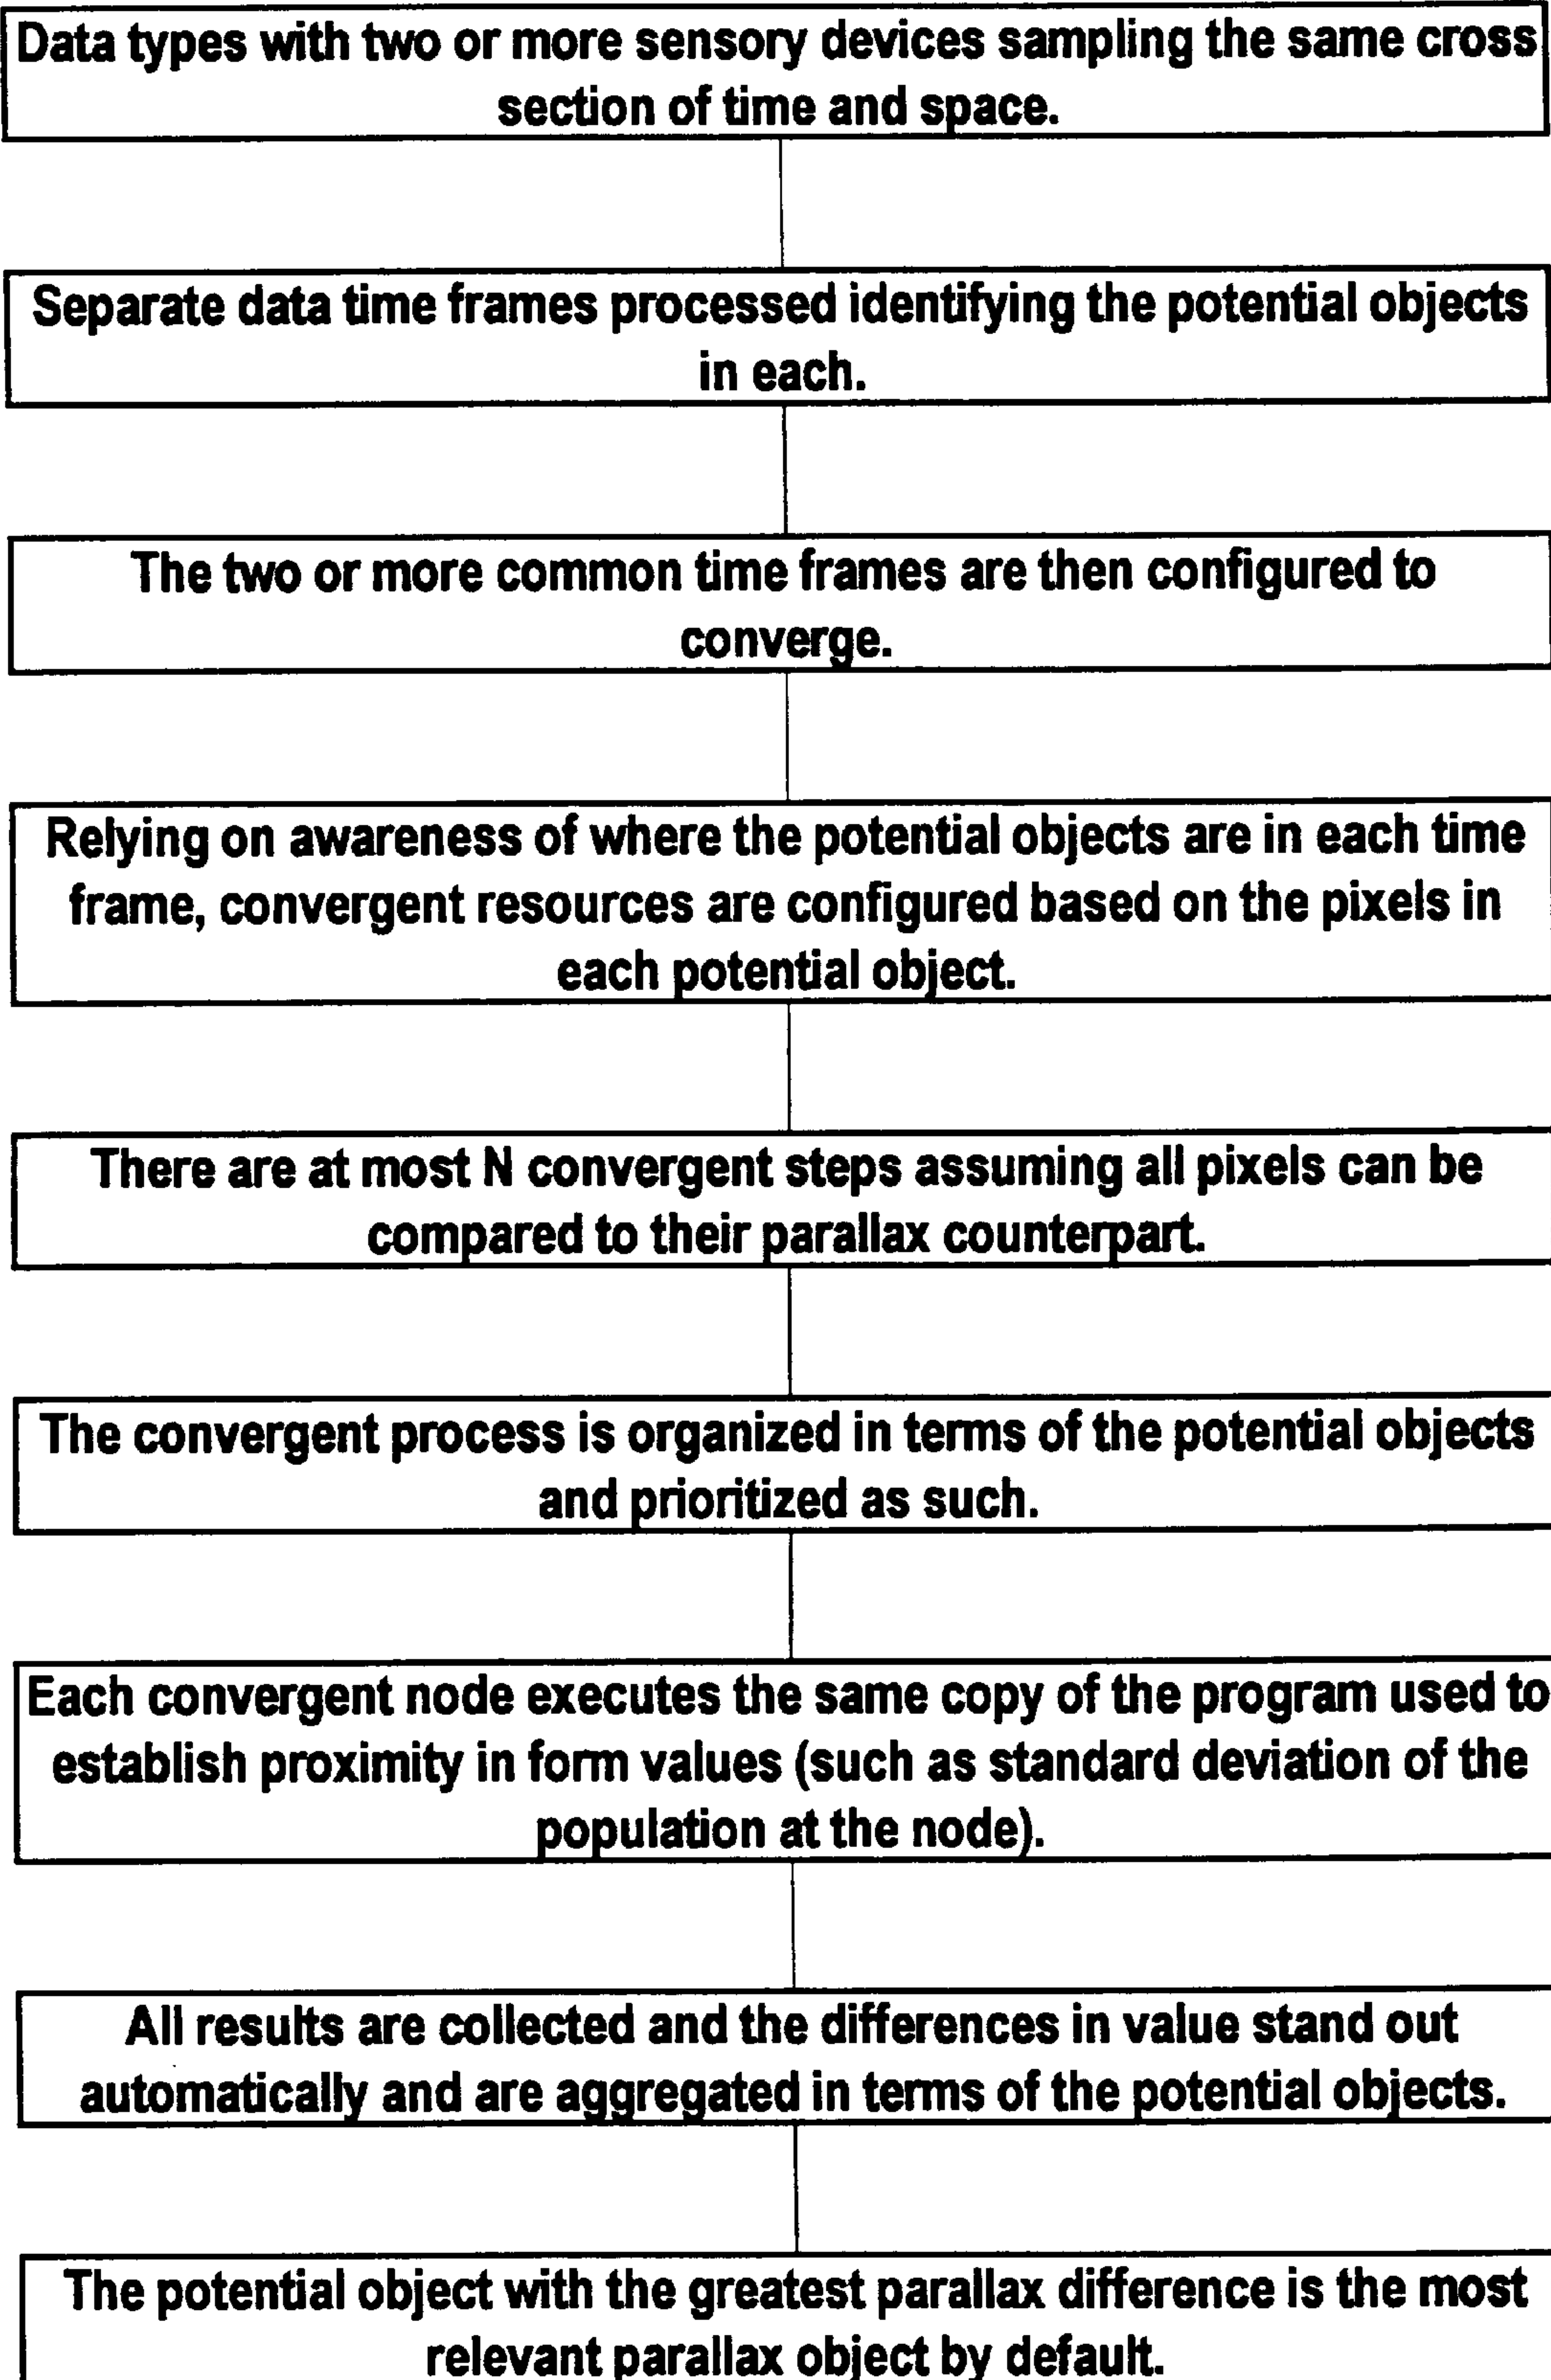 Data types with two or more sensory devices sampling the same cross
section of time and space.
Separate data time frames processed identifying the potential objects
in each.
The two or more common time frames are then configured to
converge.
Relying on awareness of where the potential objects are in each time
frame, convergent resources are configured based on the pixels in
each potential object.
There are at most N convergent steps assuming all pixels can be
compared to their parallax counterpart.
The convergent process is organized in terms of the potential objects
and prioritized as such.
Each convergent node executes the same copy of the program used to
establish proximity in form values (such as standard deviation of the
population at the node).
All results are collected and the differences in value stand out
automatically and are aggregated in terms of the potential objects.
The potential object with the greatest parallax difference is the most
relevant parallax object by default.